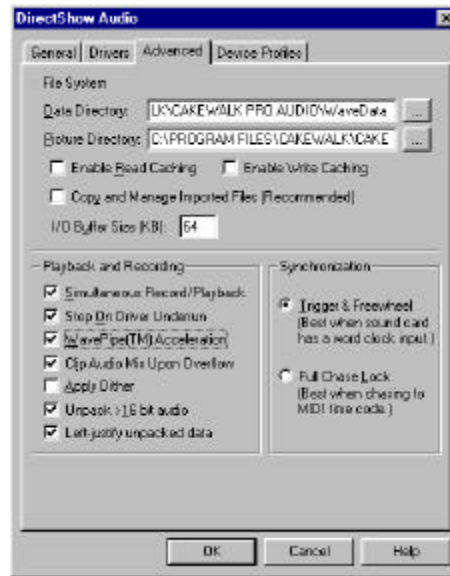 DirectShow Audio
General Drivers Advanced Device Profiles
File System
Data Directory: LK\CAKEWALK PRO AUDIO\WaveData ...
Picture Directory: C:\PROGRAM FILES\CAKEWALK\CAKE ...
Enable Read Caching Enable Write Caching
Copy and Manage Imported Files (Recommended)
I/O Buffer Size (KB): 64
Playback and Recording
Simultaneous Record/Playback
Stop On Driver Underrun
WavePipe(TM) Acceleration
Clip Audio Mix Upon Overflow
Apply Dither
Unpack >16 bit audio
Left-justify unpacked data
Synchronization
Trigger & Freewheel
(Best when sound card
has a word clock input.)
Full Chase Lock
(Best when chasing to
MIDI time code.)
OK Cancel Help